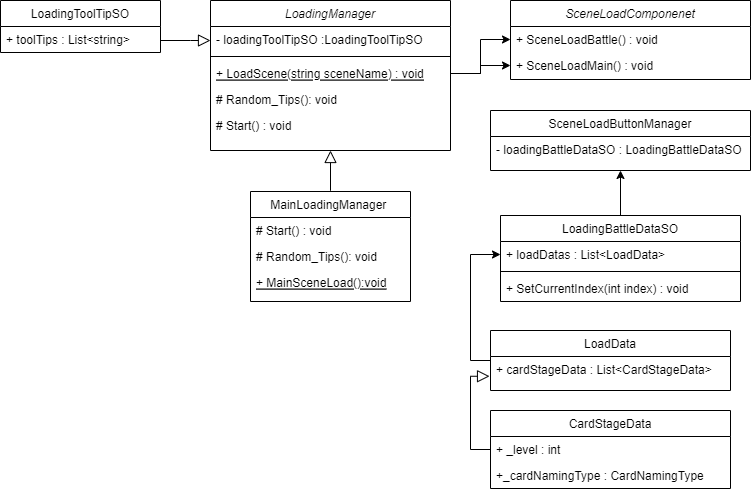 LoadingToolTipSO
+ toolTips : List<string>
LoadingManager
- loadingToolTipSO :LoadingToolTipSO
+ LoadScene(string sceneName) : void
# Random_Tips(): void
# Start() : void
SceneLoadComponenet
+ SceneLoadBattle() : void
+ SceneLoadMain() : void
SceneLoadButtonManager
- loadingBattleDataSO : LoadingBattleDataSO
MainLoadingManager
# Start() : void
# Random_Tips(): void
+ MainSceneLoad():void
LoadingBattleDataSO
+ loadDatas : List<LoadData>
+ SetCurrentIndex(int index) : void
LoadData
+ cardStageData : List<CardStageData>
CardStageData
+ _level : int
+_cardNamingType : CardNamingType